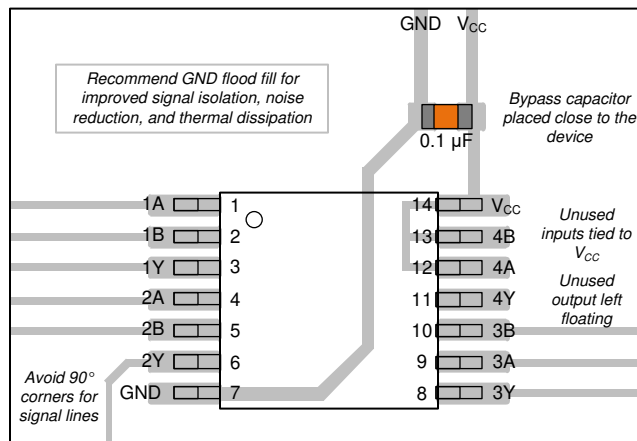 GND VCC
Recommend GND flood fill for
improved signal isolation, noise
reduction, and thermal dissipation
Bypass capacitor
placed close to the
device
0.1 µF
1A 1 14 VCC
1B 2 13 4B
1Y 3 12 4A
2A 4 11 4Y
2B 5 10 3B
2Y 6 9 3A
GND 7 8 3Y
Unused
inputs tied to
VCC
Unused
output left
floating
Avoid 90°
corners for
signal lines